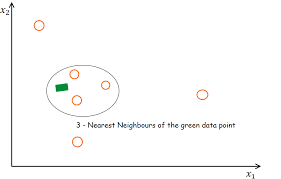 x₂
3 - Nearest Neighbours of the green data point
x₁